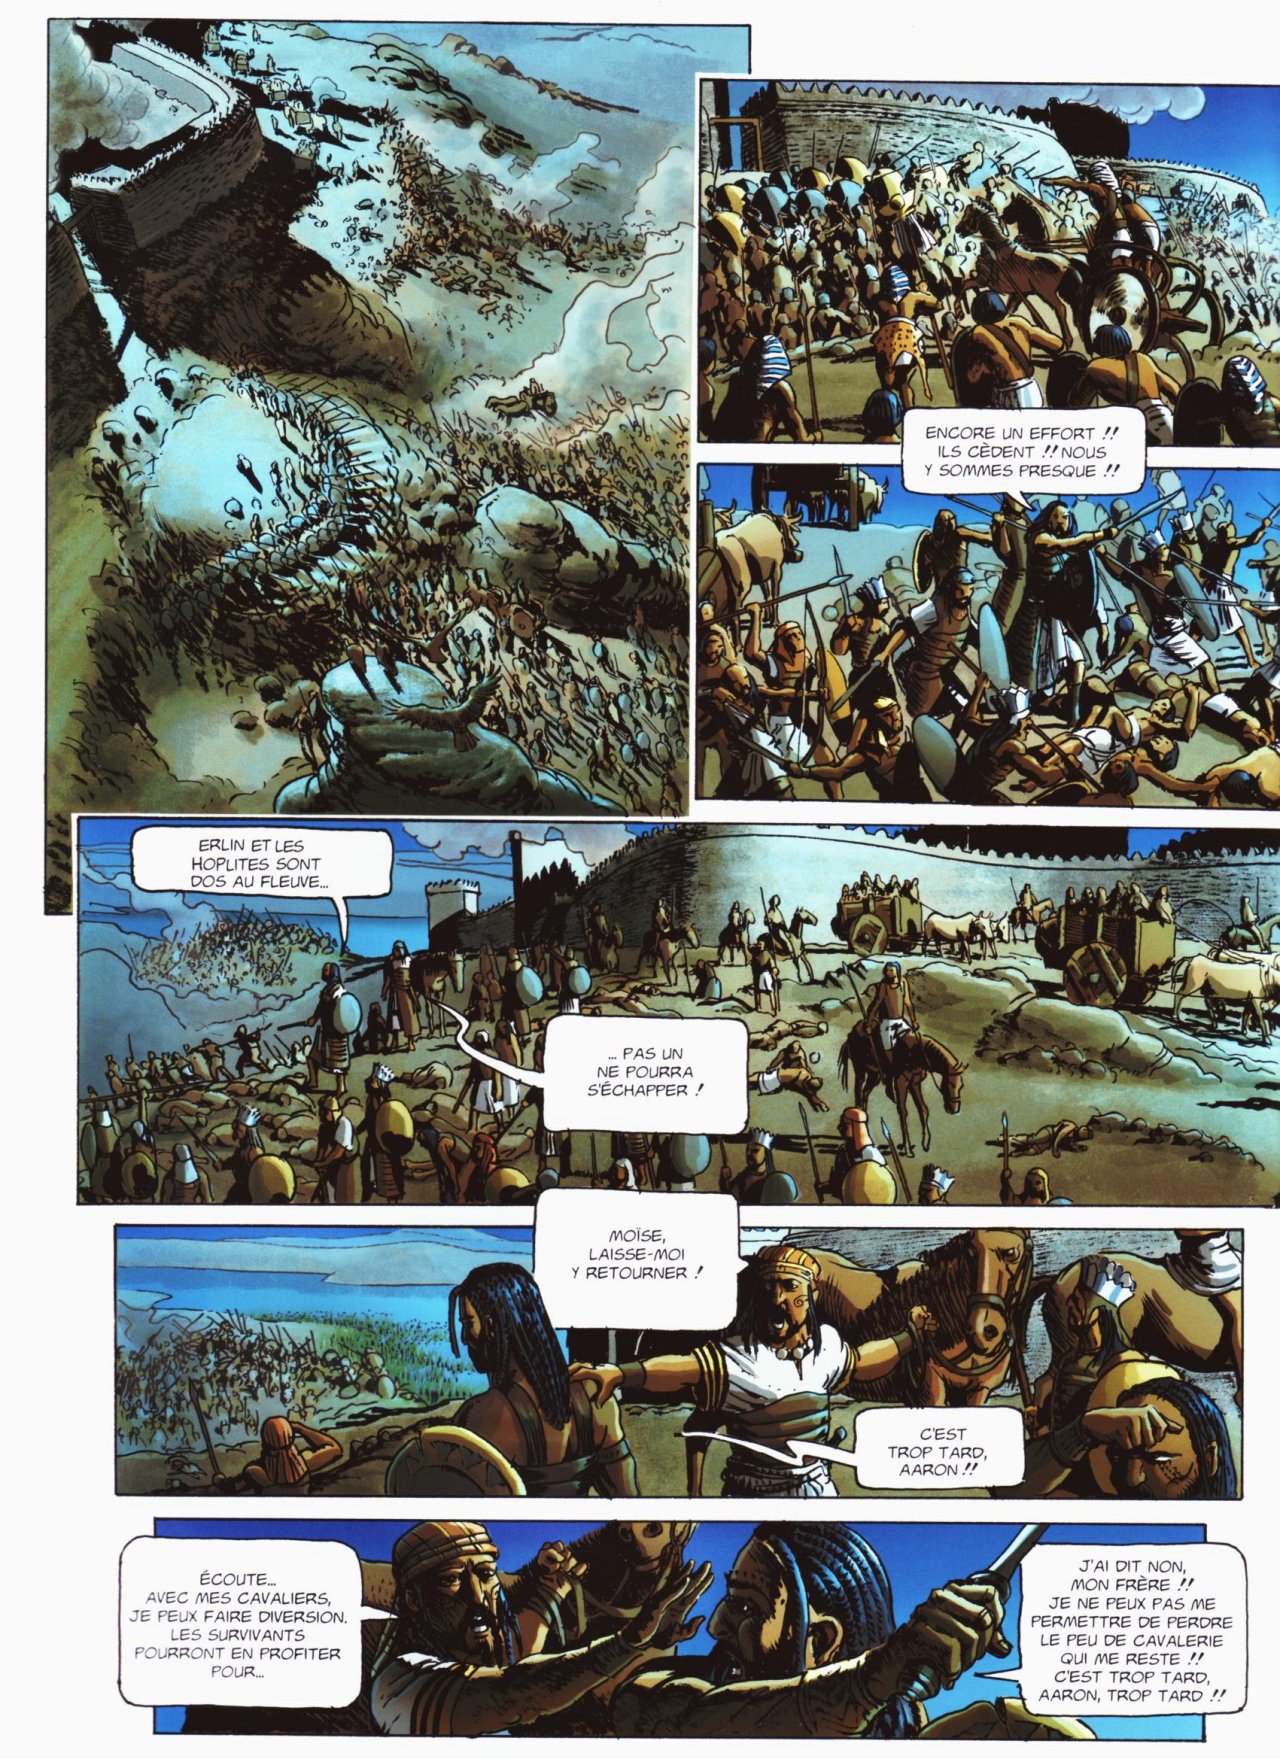 ENCORE UN EFFORT !!
ILS CÈDENT !! NOUS
Y SOMMES PRESQUE !!
ERLIN ET LES
HOPLITES SONT
DOS AU FLEUVE...
... PAS UN
NE POURRA
S'ÉCHAPPER !
MOÏSE,
LAISSE-MOI
Y RETOURNER !
C'EST
TROP TARD,
AARON !!
ÉCOUTE...
AVEC MES CAVALIERS,
JE PEUX FAIRE DIVERSION.
LES SURVIVANTS
POURRONT EN PROFITER
POUR...
J'AI DIT NON,
MON FRÈRE !!
JE NE PEUX PAS ME
PERMETTRE DE PERDRE
LE PEU DE CAVALERIE
QUI ME RESTE !!
C'EST TROP TARD,
AARON, TROP TARD !!